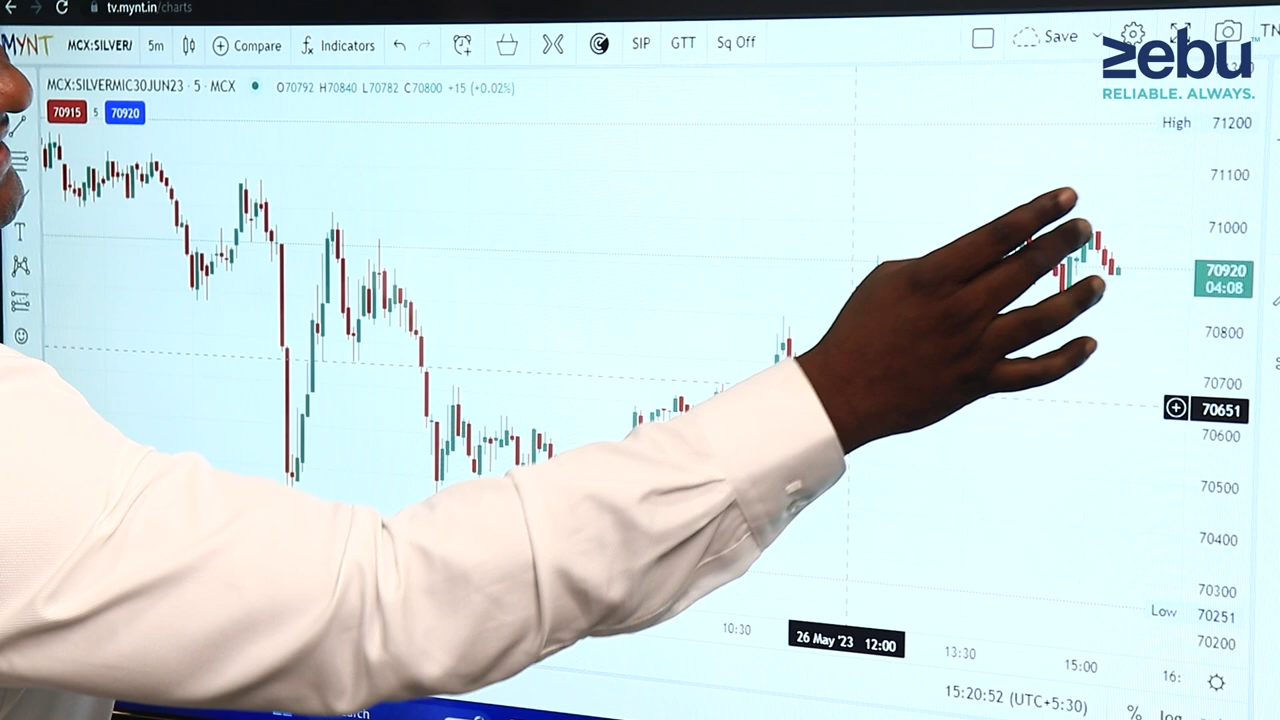 tv.mynt.in/charts
MYNT MCX:SILVER/ 5m Compare Indicators SIP GTT Sq Off Save
zebu™
RELIABLE. ALWAYS.
MCX:SILVERMIC30JUN23 · 5 · MCX O70792 H70840 L70782 C70800 +15 (+0.02%)
70915 5 70920
High 71200
71100
71000
70920
04:08
70800
70700
70651
70600
70500
70400
70300
Low 70251
70200
10:30 26 May '23 12:00 13:30 15:00 16:
15:20:52 (UTC+5:30) % log